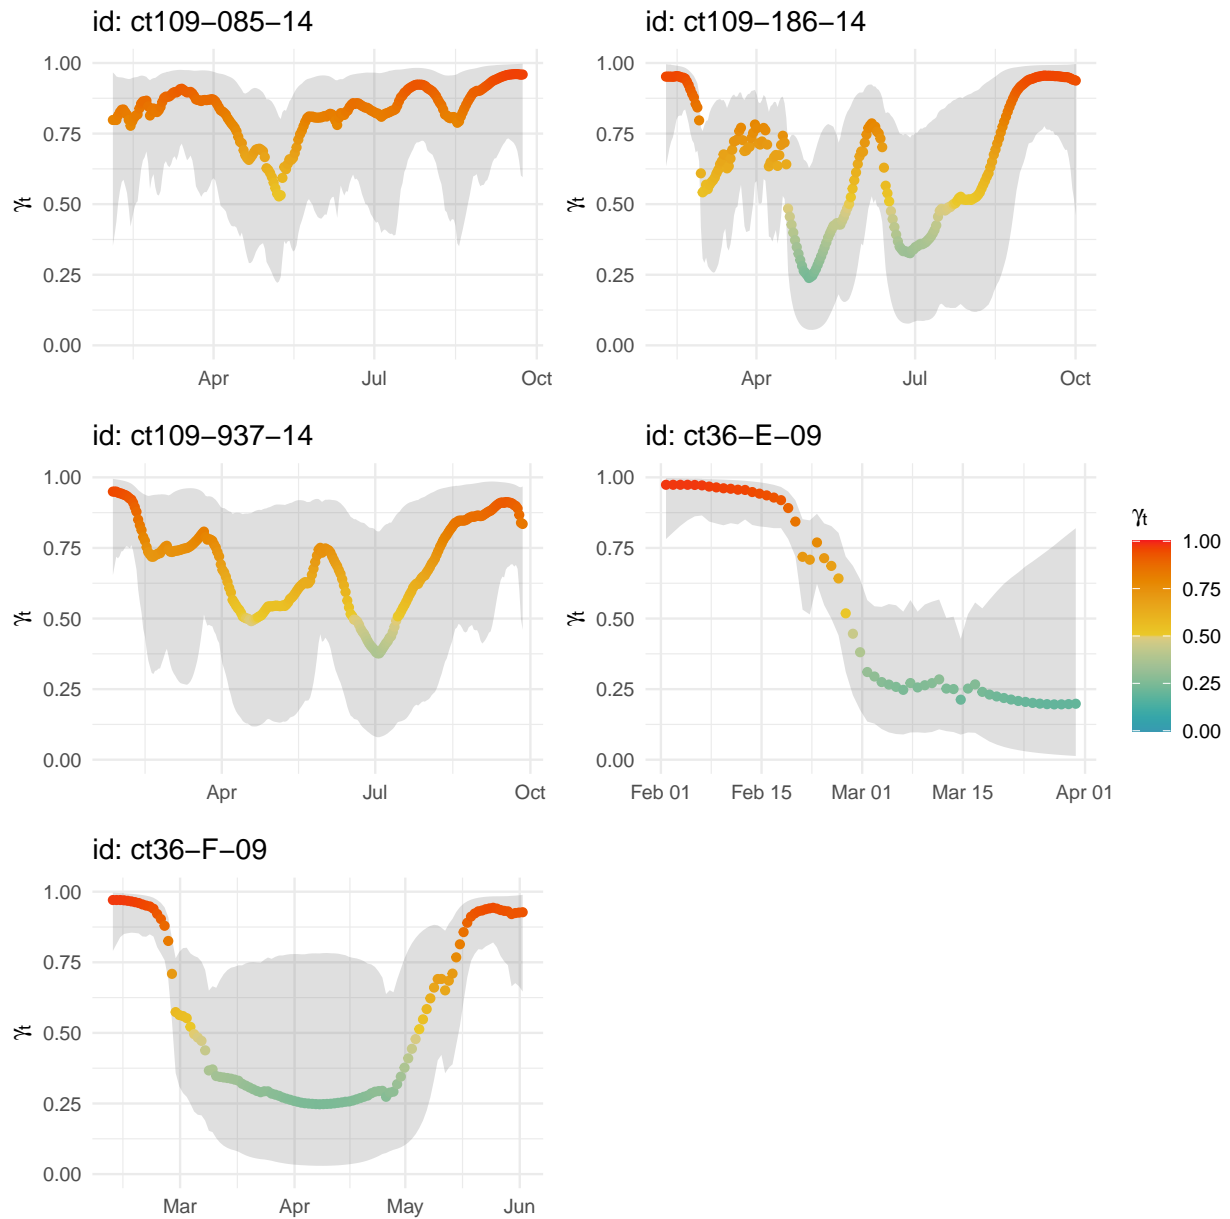 id: ct109−085−14
1.00
0.75
0.50
0.25
0.00
γt
Apr
Jul
Oct
id: ct109−186−14
1.00
0.75
0.50
0.25
0.00
γt
Apr
Jul
Oct
id: ct109−937−14
1.00
0.75
0.50
0.25
0.00
γt
Apr
Jul
Oct
id: ct36−E−09
1.00
0.75
0.50
0.25
0.00
γt
Feb 01
Feb 15
Mar 01
Mar 15
Apr 01
γt
1.00
0.75
0.50
0.25
0.00
id: ct36−F−09
1.00
0.75
0.50
0.25
0.00
γt
Mar
Apr
May
Jun